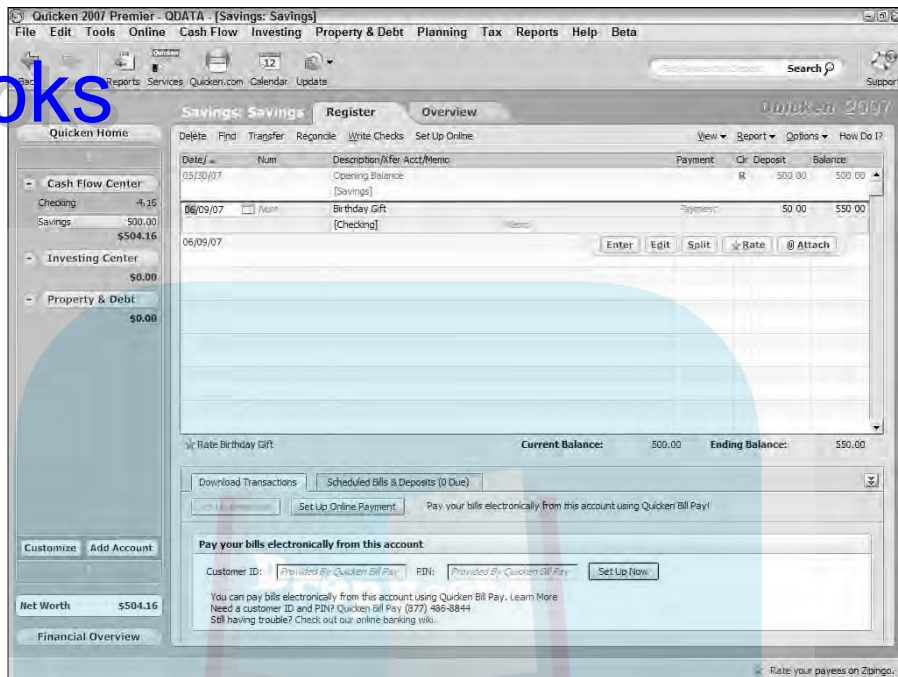 Quicken 2007 Premier - QDATA - [Savings: Savings]
File Edit Tools Online Cash Flow Investing Property & Debt Planning Tax Reports Help Beta
Reports Services Quicken.com Calendar Update Search Support
oks
Savings: Savings Register Overview Quicken 2007
Quicken Home
Delete Find Transfer Reconcile Write Checks Set Up Online View Report Options How Do I?
Date/ Num Description/Xfer Acct/Memo Payment Clr Deposit Balance
05/30/07 Opening Balance R 500 00 500 00
[Savings]
06/09/07 Num Birthday Gift Payment 50 00 550 00
[Checking] Memo
06/09/07 Enter Edit Split Rate Attach
Cash Flow Center
Checking 4.16
Savings 500.00
$504.16
Investing Center
$0.00
Property & Debt
$0.00
Rate Birthday Gift Current Balance: 500.00 Ending Balance: 550.00
Download Transactions Scheduled Bills & Deposits (0 Due)
Set Up Online Payment Pay your bills electronically from this account using Quicken Bill Pay!
Pay your bills electronically from this account
Customer ID: Provided By Quicken Bill Pay PIN: Provided By Quicken Bill Pay Set Up Now
You can pay bills electronically from this account using Quicken Bill Pay. Learn More
Need a customer ID and PIN? Quicken Bill Pay (877) 486-8844
Still having trouble? Check out our online banking wiki.
Customize Add Account
Net Worth $504.16
Financial Overview
Rate your payees on Zipingo.